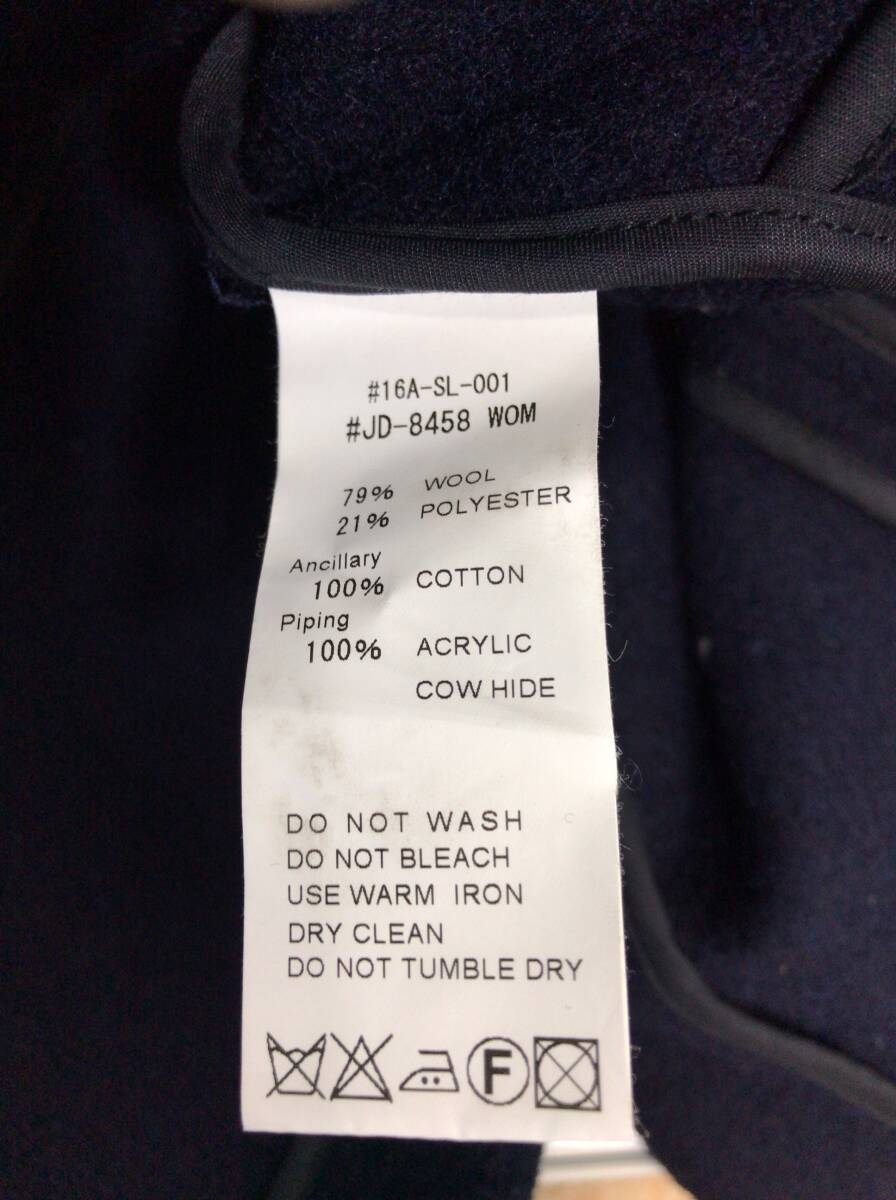 #16A-SL-001
#JD-8458 WOM
79% WOOL
21% POLYESTER
Ancillary
100% COTTON
Piping
100% ACRYLIC
COW HIDE
DO NOT WASH
DO NOT BLEACH
USE WARM IRON
DRY CLEAN
DO NOT TUMBLE DRY
F